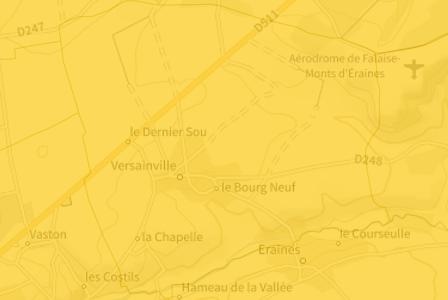 D247
D511
Aérodrome de Falaise-
Monts d'Éraines
le Dernier Sou
Versainville
D248
le Bourg Neuf
Vaston
la Chapelle
le Courseulle
Eraines
les Costils
Hameau de la Vallée